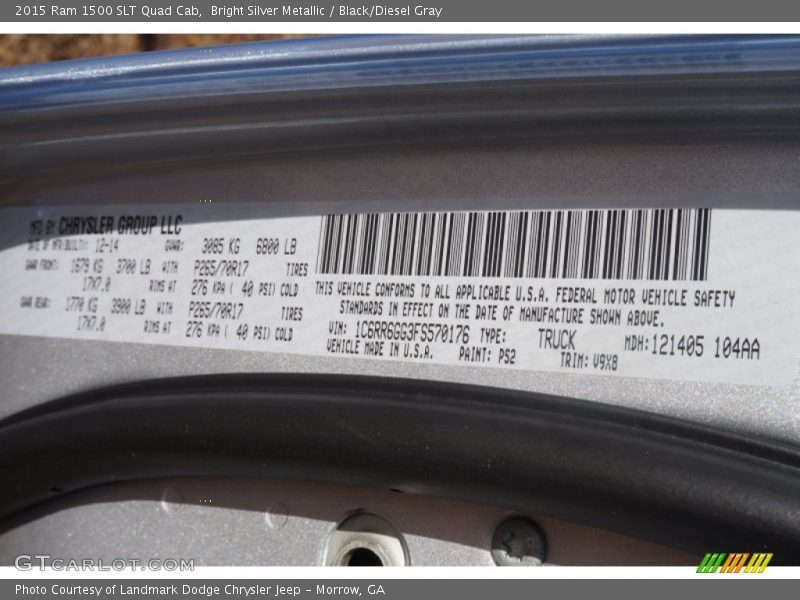 2015 Ram 1500 SLT Quad Cab,  Bright Silver Metallic / Black/Diesel Gray
MFD BY CHRYSLER GROUP LLC
DATE OF MFR(BUILT): 12-14 GVWR: 3085 KG 6800 LB
GAWR FRONT: 1679 KG 3700 LB WITH P265/70R17 TIRES
17X7.0 RIMS AT 276 KPA ( 40 PSI) COLD
GAWR REAR: 1770 KG 3900 LB WITH P265/70R17 TIRES
17X7.0 RIMS AT 276 KPA ( 40 PSI) COLD
THIS VEHICLE CONFORMS TO ALL APPLICABLE U.S.A. FEDERAL MOTOR VEHICLE SAFETY
STANDARDS IN EFFECT ON THE DATE OF MANUFACTURE SHOWN ABOVE.
VIN: 1C6RR6GG3FS570176 TYPE: TRUCK MDH: 121405 104AA
VEHICLE MADE IN U.S.A. PAINT: PS2 TRIM: V9X8
GTcarlot.com
Photo Courtesy of Landmark Dodge Chrysler Jeep – Morrow, GA